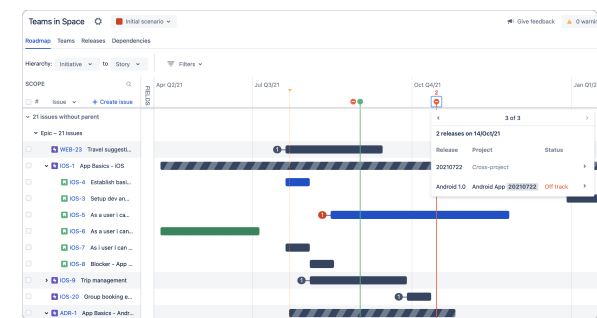 Teams in Space Initial scenario Give feedback 0 warnin
Roadmap Teams Releases Dependencies
Hierarchy: Initiative to Story Filters
SCOPE FIELDS Apr Q2/21 Jul Q3/21 Oct Q4/21 Jan Q1/2
2
# Issue + Create issue
21 issues without parent
3 of 3
Epic – 21 issues
2 releases on 14/Oct/21
WEB-23 Travel suggesti... 1
Release Project Status
IOS-1 App Basics - iOS
20210722 Cross-project
IOS-4 Establish basi...
Android 1.0 Android App 20210722 Off track
IOS-3 Setup dev an...
IOS-5 As a user i ca... 1
IOS-6 As a user i can...
IOS-7 As i user I can ...
IOS-8 Blocker - App ...
IOS-9 Trip management 1
IOS-20 Group booking e... 1
ADR-1 App Basics - Andr...